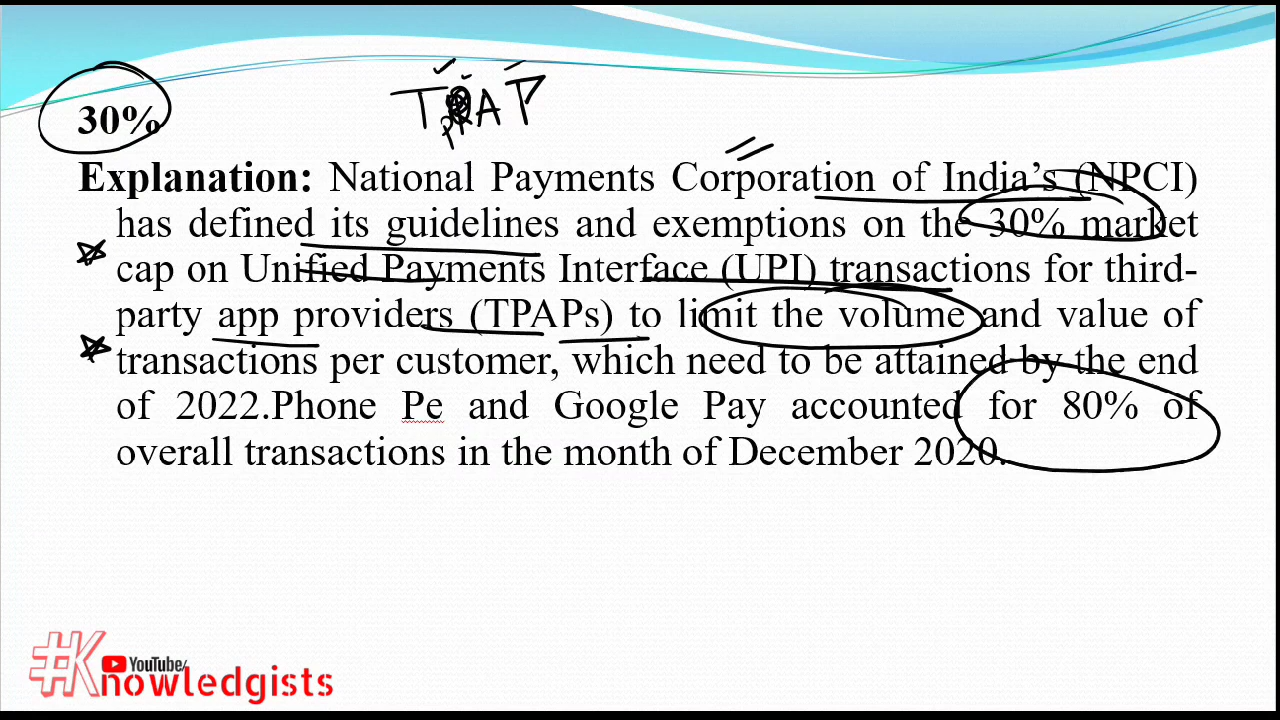 TPAP
30%
Explanation: National Payments Corporation of India's (NPCI)
has defined its guidelines and exemptions on the 30% market
cap on Unified Payments Interface (UPI) transactions for third-
party app providers (TPAPs) to limit the volume and value of
transactions per customer, which need to be attained by the end
of 2022.Phone Pe and Google Pay accounted for 80% of
overall transactions in the month of December 2020.
#K
YouTube/
nowledgists